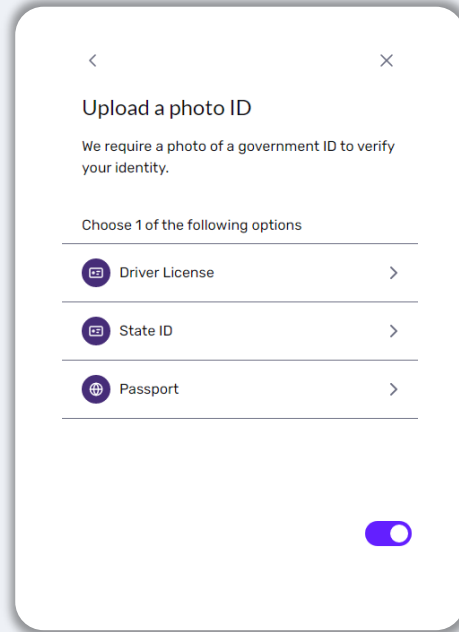 Upload a photo ID
We require a photo of a government ID to verify
your identity.
Choose 1 of the following options
Driver License
State ID
Passport